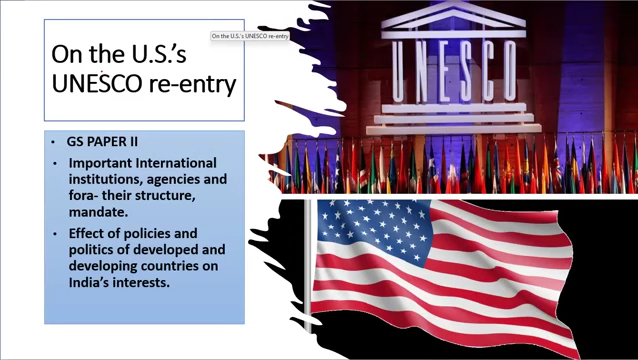 On the U.S.'s
UNESCO re-entry
On the U.S.'s UNESCO re-entry
UNESCO
• GS PAPER II
• Important International
institutions, agencies and
fora- their structure,
mandate.
• Effect of policies and
politics of developed and
developing countries on
India's interests.